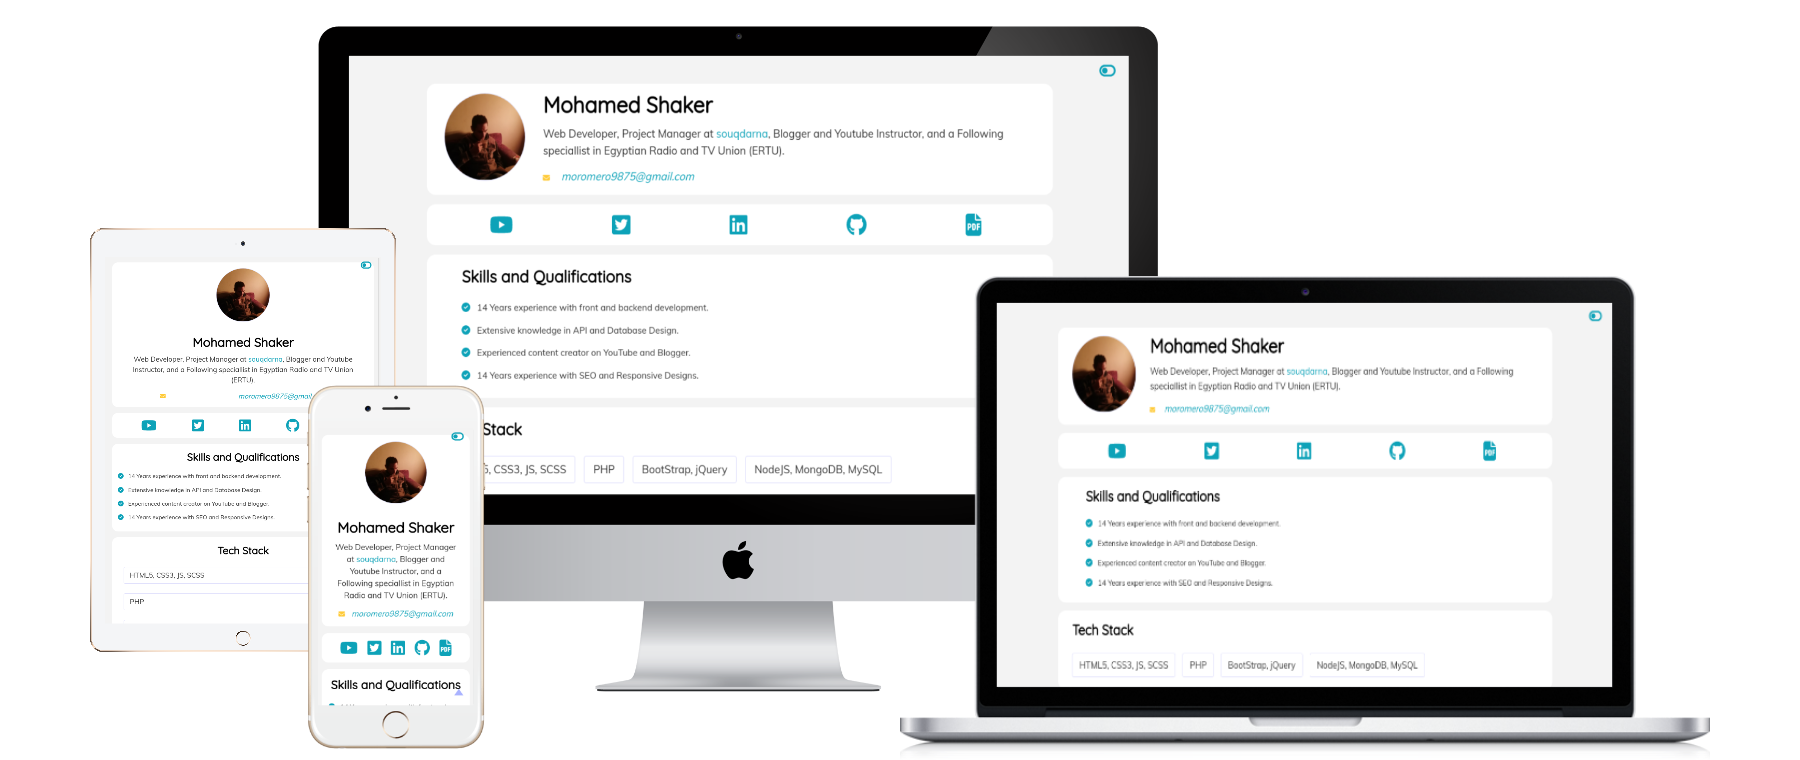 Mohamed Shaker
Web Developer, Project Manager at souqdarna, Blogger and Youtube Instructor, and a Following
speciallist in Egyptian Radio and TV Union (ERTU).
moromero9875@gmail.com
PDF
Skills and Qualifications
14 Years experience with front and backend development.
Extensive knowledge in API and Database Design.
Experienced content creator on YouTube and Blogger.
14 Years experience with SEO and Responsive Designs.
Stack
, CSS3, JS, SCSS
PHP
BootStrap, jQuery
NodeJS, MongoDB, MySQL
Mohamed Shaker
Web Developer, Project Manager at souqdarna, Blogger and Youtube
Instructor, and a Following speciallist in Egyptian Radio and TV Union
(ERTU).
moromero9875@gmail
Skills and Qualifications
14 Years experience with front and backend development.
Extensive knowledge in API and Database Design.
Experienced content creator on YouTube and Blogger.
14 Years experience with SEO and Responsive Designs.
Tech Stack
HTML5, CSS3, JS, SCSS
PHP
Mohamed Shaker
Web Developer, Project Manager
at souqdarna, Blogger and
Youtube Instructor, and a
Following speciallist in Egyptian
Radio and TV Union (ERTU).
moromero9875@gmail.com
PDF
Skills and Qualifications
Mohamed Shaker
Web Developer, Project Manager at souqdarna, Blogger and Youtube Instructor, and a Following
speciallist in Egyptian Radio and TV Union (ERTU).
moromero9875@gmail.com
PDF
Skills and Qualifications
14 Years experience with front and backend development.
Extensive knowledge in API and Database Design.
Experienced content creator on YouTube and Blogger.
14 Years experience with SEO and Responsive Designs.
Tech Stack
HTML5, CSS3, JS, SCSS
PHP
BootStrap, jQuery
NodeJS, MongoDB, MySQL